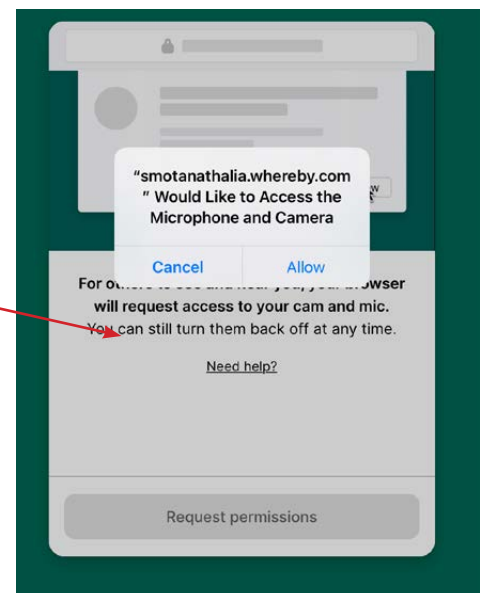 “smotanathalia.whereby.com
” Would Like to Access the
Microphone and Camera
Cancel
Allow
For to see and hear you, your browser
will request access to your cam and mic.
You can still turn them back off at any time.
Need help?
Request permissions